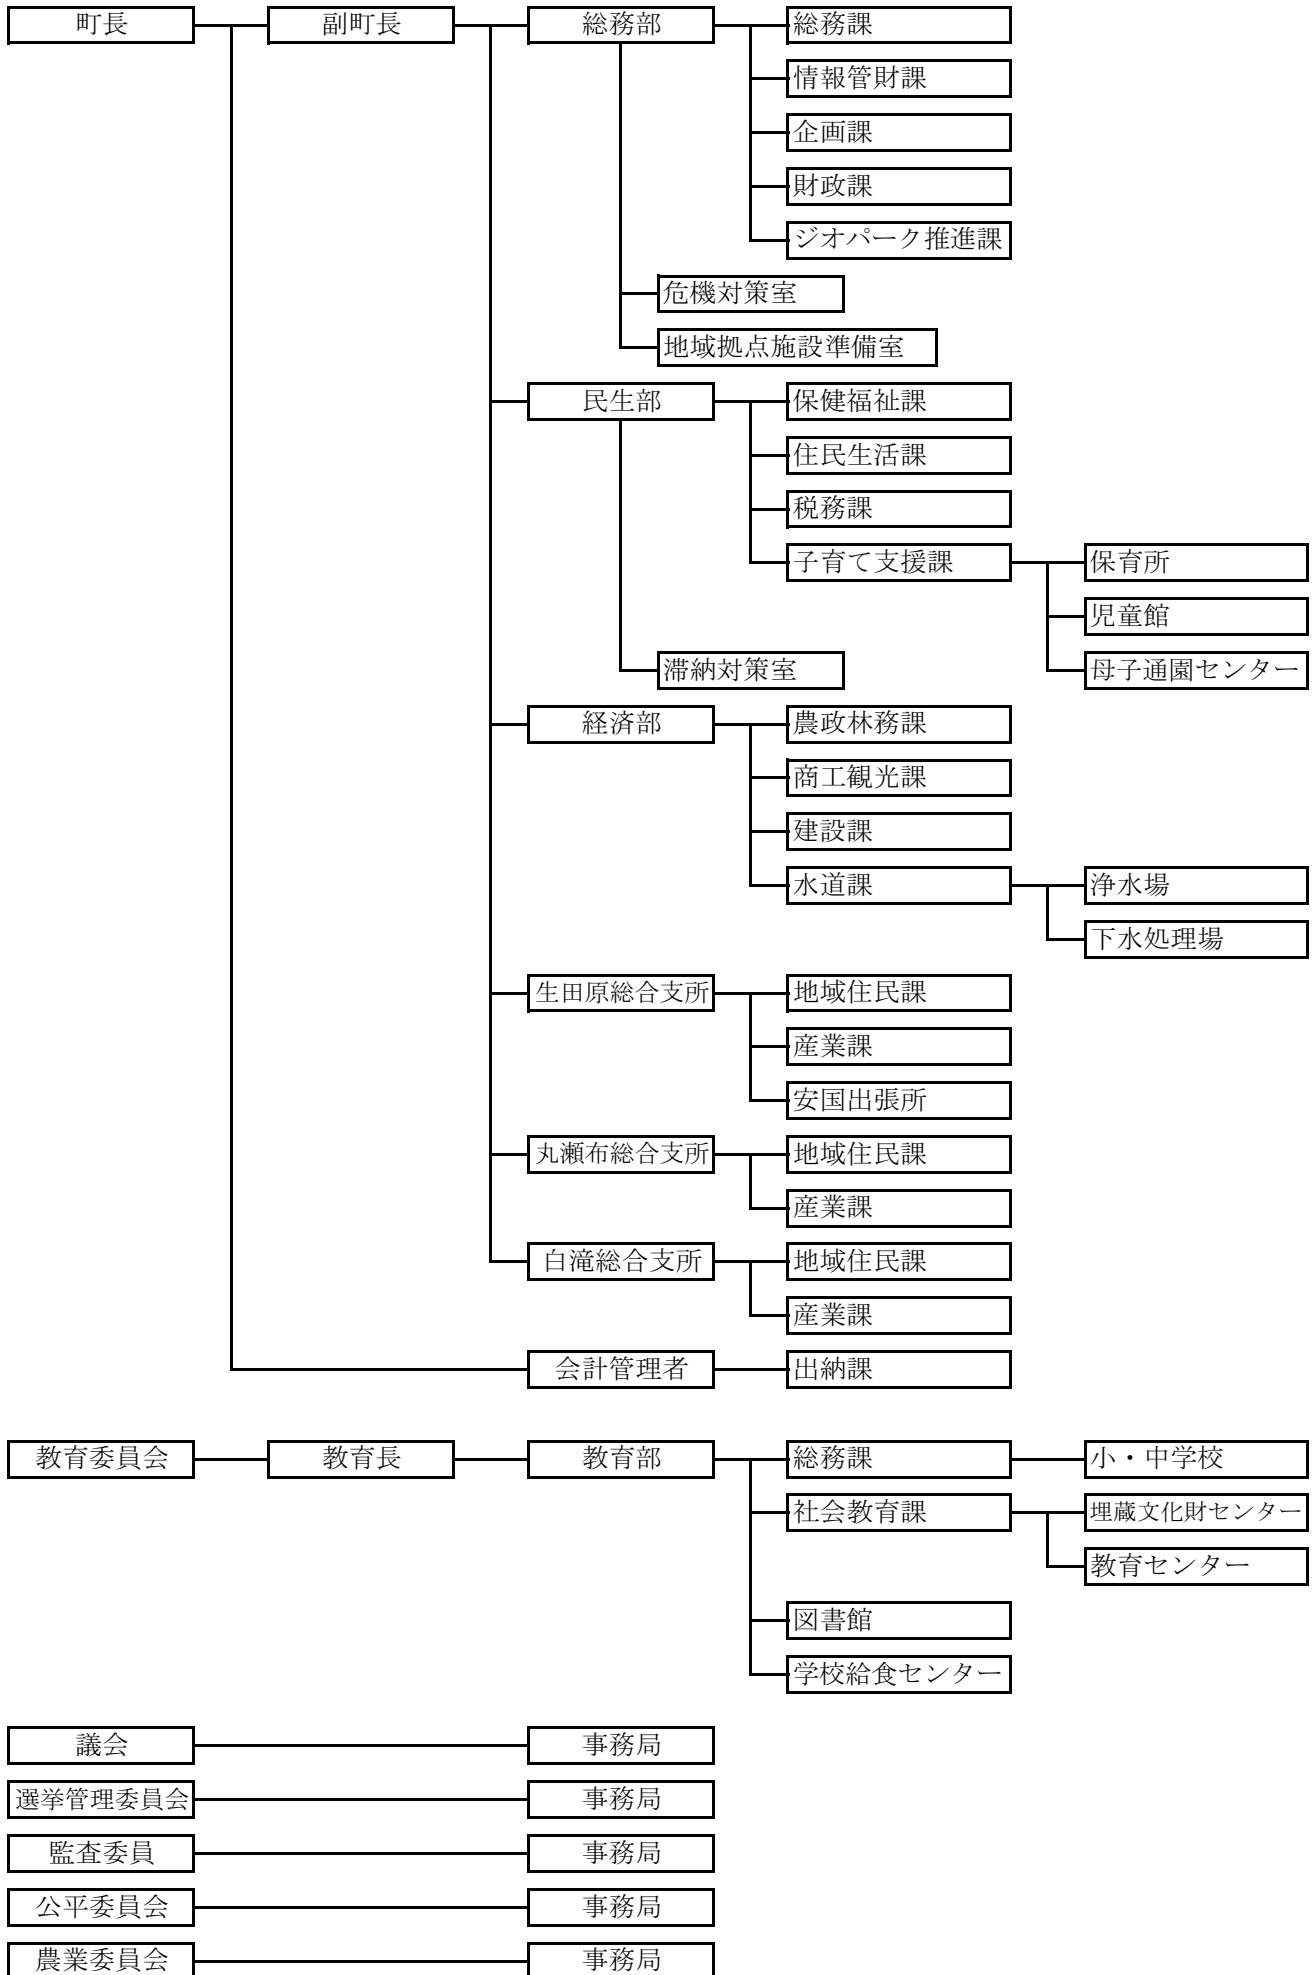 町長 副町長 総務部 総務課
情報管財課
企画課
財政課
ジオパーク推進課
危機対策室
地域拠点施設準備室
民生部 保健福祉課
住民生活課
税務課
子育て支援課 保育所
児童館
滞納対策室 母子通園センター
経済部 農政林務課
商工観光課
建設課
水道課 浄水場
下水処理場
生田原総合支所 地域住民課
産業課
安国出張所
丸瀬布総合支所 地域住民課
産業課
白滝総合支所 地域住民課
産業課
会計管理者 出納課
教育委員会 教育長 教育部 総務課 小・中学校
社会教育課 埋蔵文化財センター
教育センター
図書館
学校給食センター
議会 事務局
選挙管理委員会 事務局
監査委員 事務局
公平委員会 事務局
農業委員会 事務局